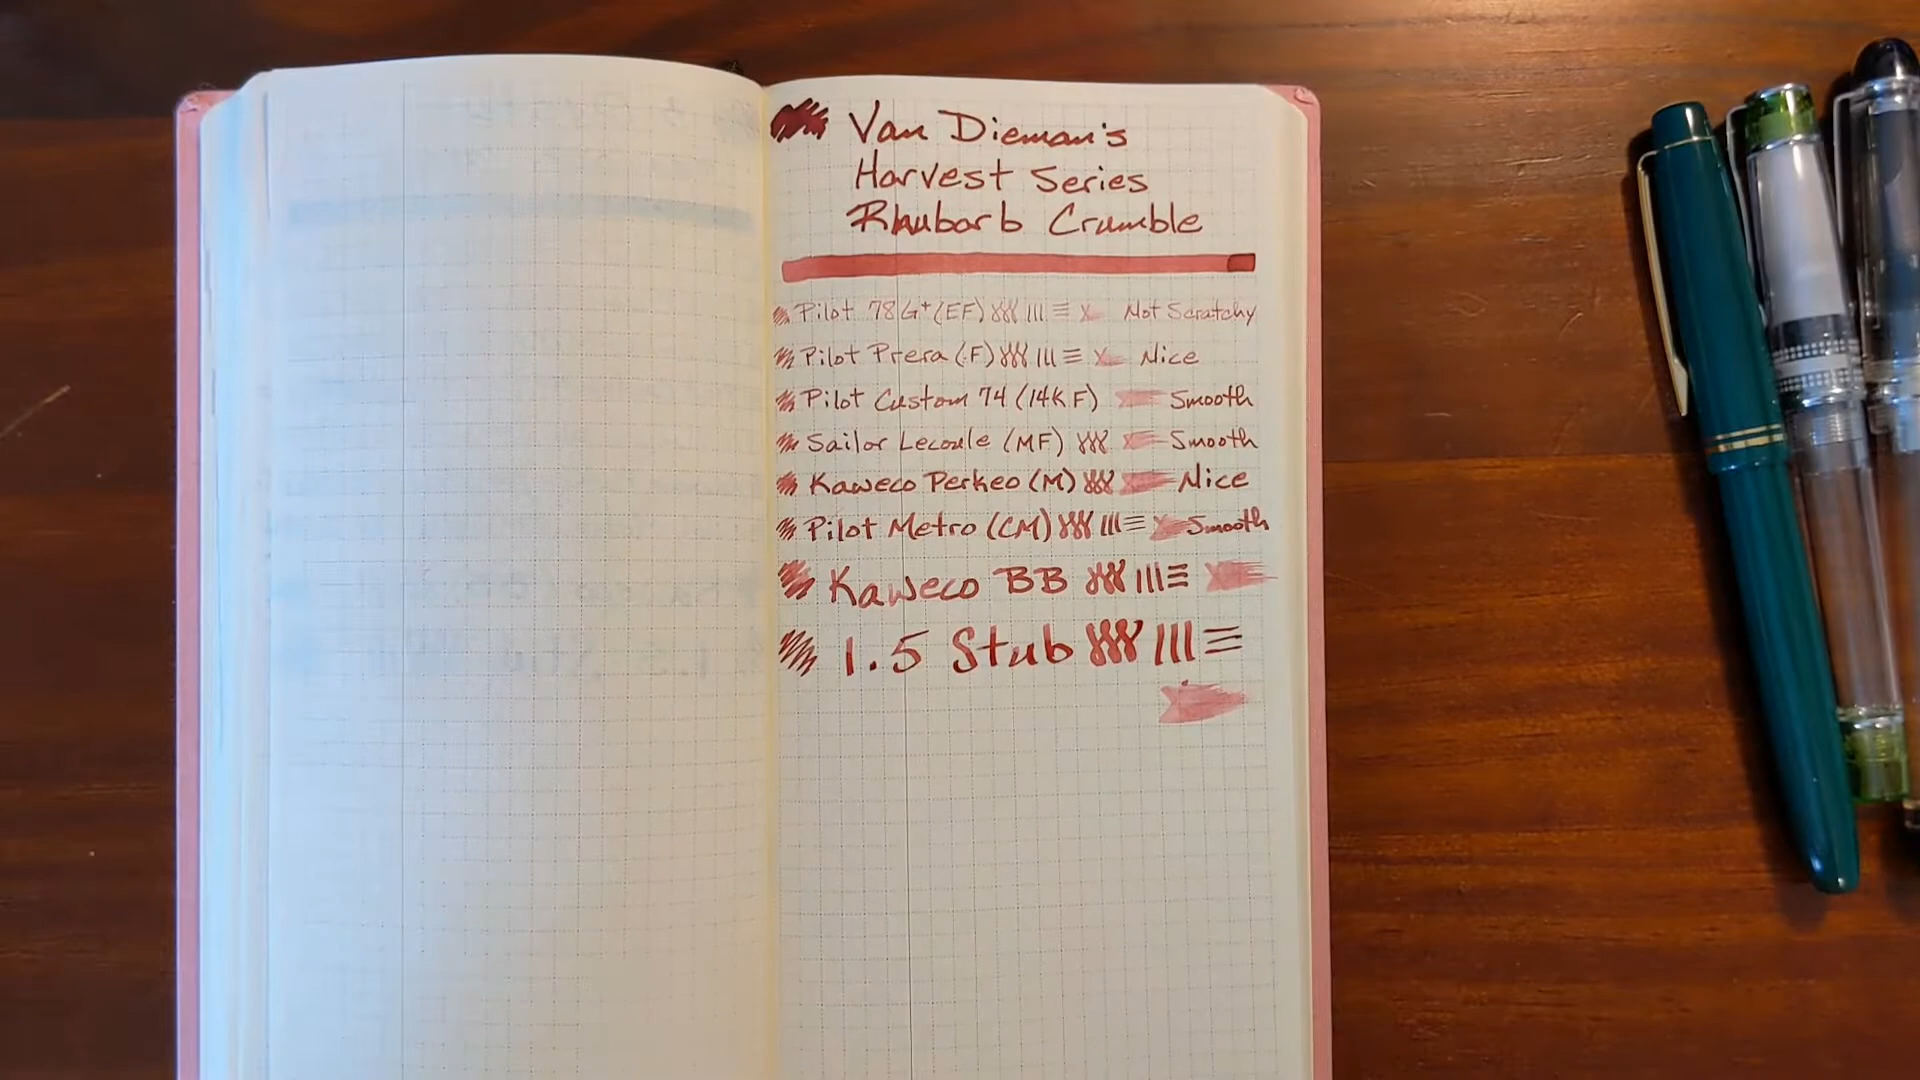 Van Dieman's
Harvest Series
Rhubarb Crumble
Pilot 78G+(EF) Not Scratchy
Pilot Prera (F) Nice
Pilot Custom 74 (14K F) Smooth
Sailor Lecoule (MF) Smooth
Kaweco Perkeo (M) Nice
Pilot Metro (CM) Smooth
Kaweco BB
1.5 Stub